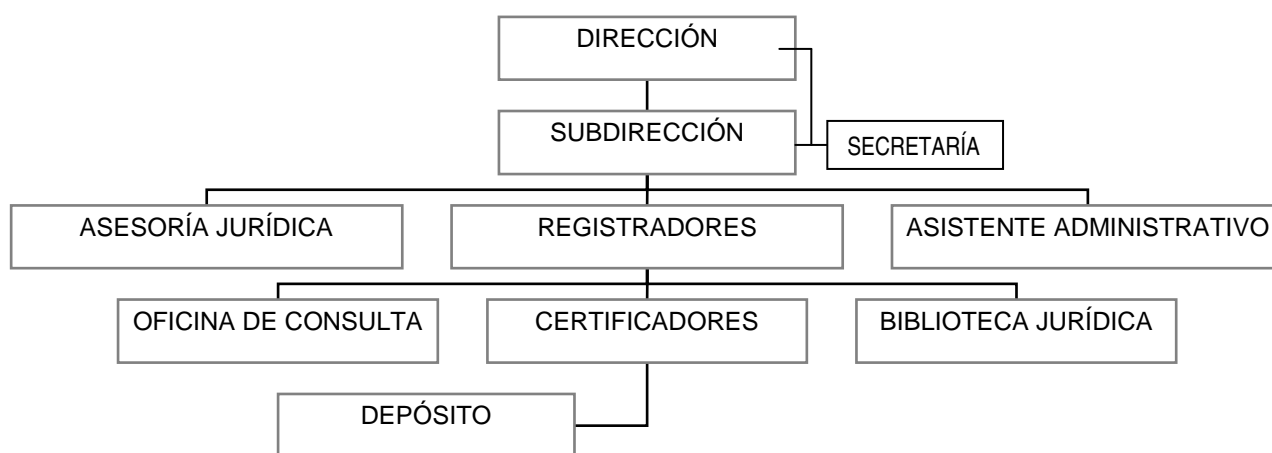 DIRECCIÓN
SUBDIRECCIÓN
SECRETARÍA
ASESORÍA JURÍDICA
REGISTRADORES
ASISTENTE ADMINISTRATIVO
OFICINA DE CONSULTA
CERTIFICADORES
BIBLIOTECA JURÍDICA
DEPÓSITO